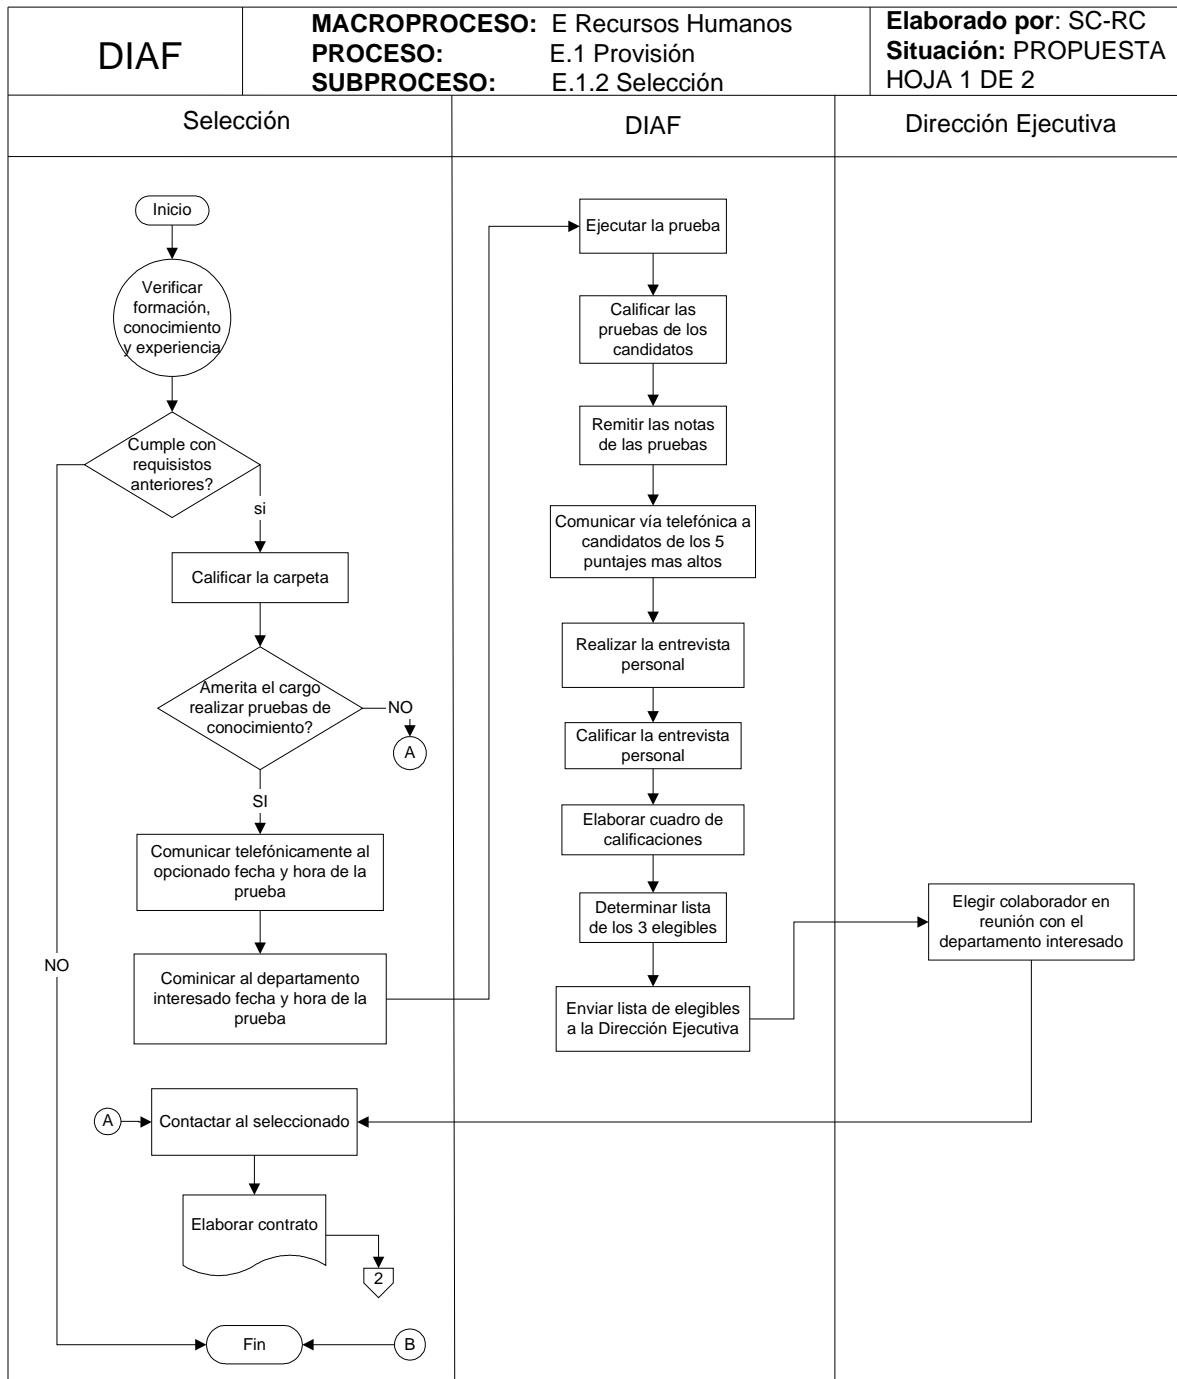 DIAF
MACROPROCESO: E Recursos Humanos
PROCESO: E.1 Provisión
SUBPROCESO: E.1.2 Selección
Elaborado por: SC-RC
Situación: PROPUESTA
HOJA 1 DE 2
Selección
DIAF
Dirección Ejecutiva
Inicio
Verificar
formación,
conocimiento
y experiencia
Cumple con
requisistos
anteriores?
si
Calificar la carpeta
Amerita el cargo
realizar pruebas de
conocimiento?
NO
A
SI
Comunicar telefónicamente al
opcionado fecha y hora de la
prueba
NO
Cominicar al departamento
interesado fecha y hora de la
prueba
Ejecutar la prueba
Calificar las
pruebas de los
candidatos
Remitir las notas
de las pruebas
Comunicar vía telefónica a
candidatos de los 5
puntajes mas altos
Realizar la entrevista
personal
Calificar la entrevista
personal
Elaborar cuadro de
calificaciones
Determinar lista
de los 3 elegibles
Enviar lista de elegibles
a la Dirección Ejecutiva
Elegir colaborador en
reunión con el
departamento interesado
A
Contactar al seleccionado
Elaborar contrato
2
Fin
B